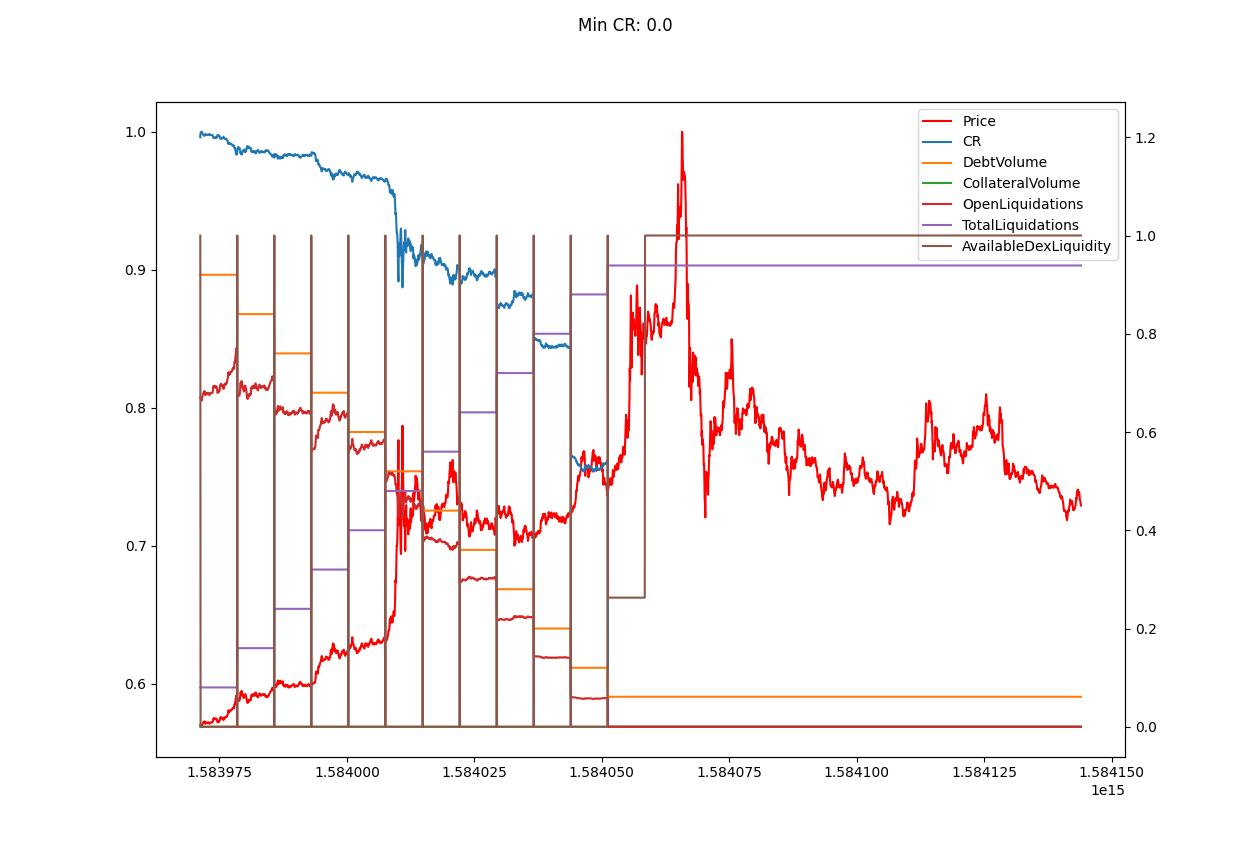 Min CR: 0.0
1.0
0.9
0.8
0.7
0.6
1.2
1.0
0.8
0.6
0.4
0.2
0.0
Price
CR
DebtVolume
CollateralVolume
OpenLiquidations
TotalLiquidations
AvailableDexLiquidity
1.583975 1.584000 1.584025 1.584050 1.584075 1.584100 1.584125 1.584150
1e15